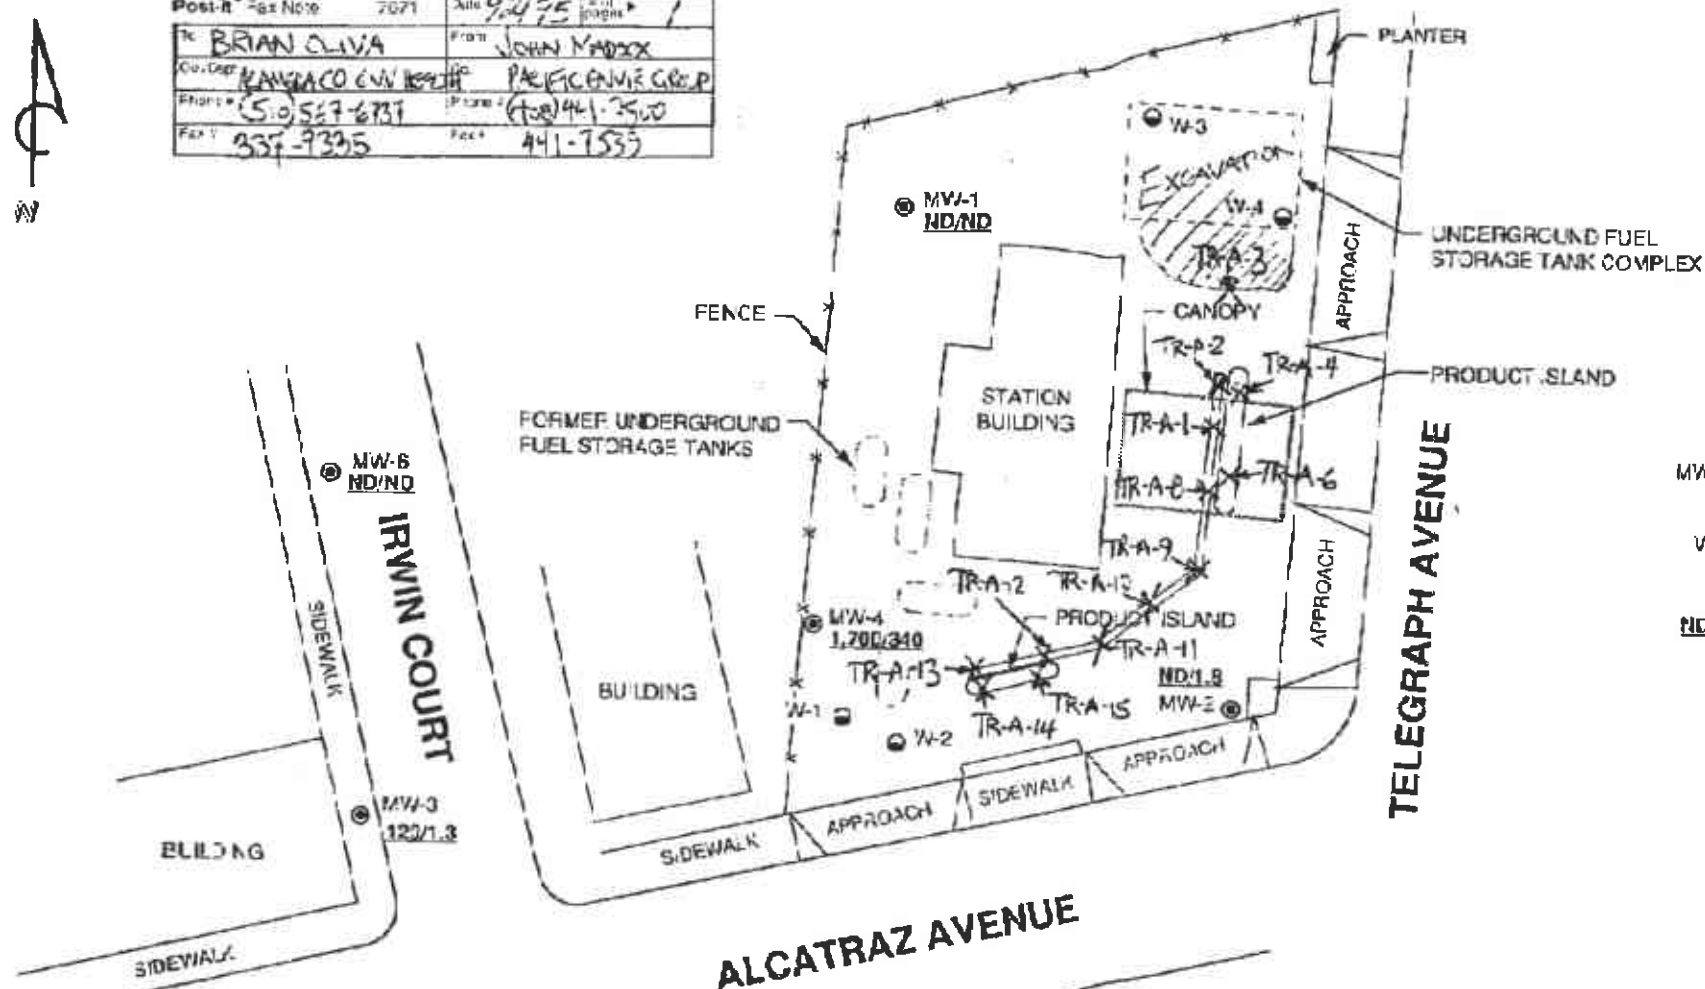 Post-it Fax Note 7671
To BRIAN OLIVA
From JOHN MADDOX
PACIFIC ENVIR GROUP
Phone # (510) 567-6737
Phone # (408) 441-7500
Fax # 337-9335
Fax # 441-7539
PLANTER
W-3
EXCAVATION
MW-1
ND/ND
W-4
UNDERGROUND FUEL
STORAGE TANK COMPLEX
TR-A-3
APPROACH
FENCE
CANOPY
TR-A-2
TR-A-4
PRODUCT ISLAND
STATION
BUILDING
TR-A-1
FORMER UNDERGROUND
FUEL STORAGE TANKS
MW-6
ND/ND
TR-A-8
TR-A-6
MW
IRWIN COURT
TELEGRAPH AVENUE
TR-A-9
TR-A-12
TR-A-10
APPROACH
SIDEWALK
MW-4
1,700/340
PRODUCT ISLAND
ND
TR-A-13
TR-A-11
ND/1.8
BUILDING
W-1
TR-A-15
MW-2
TR-A-14
W-2
APPROACH
SIDEWALK
APPROACH
SIDEWALK
MW-3
120/1.3
BUILDING
ALCATRAZ AVENUE
SIDEWALK